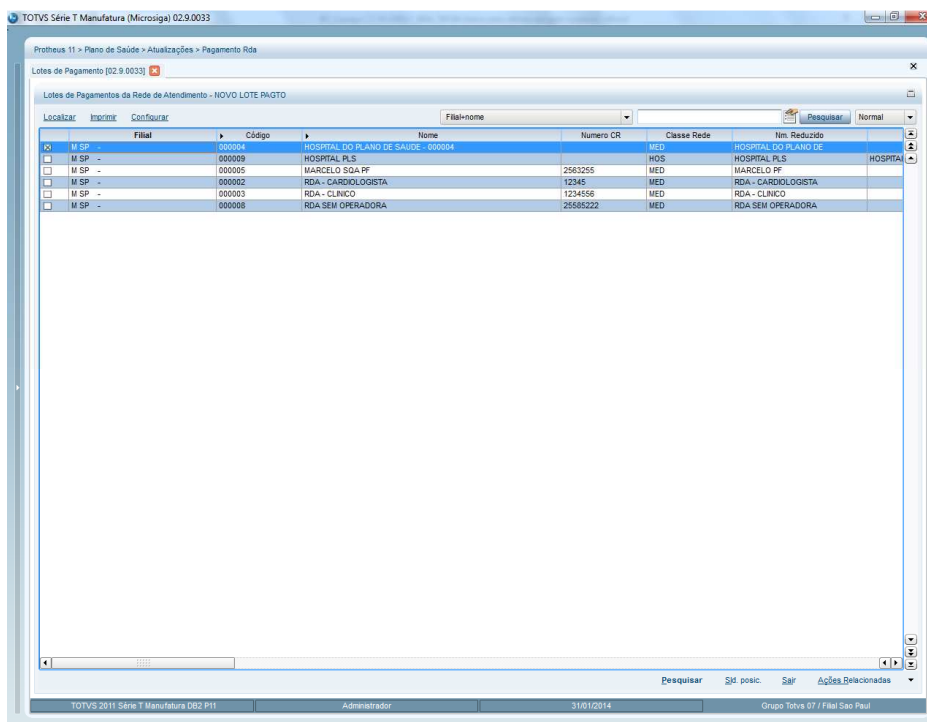 TOTVS Série T Manufatura (Microsiga) 02.9.0033
Protheus 11 > Plano de Saúde > Atualizações > Pagamento Rda
Lotes de Pagamento [02.9.0033]
Lotes de Pagamentos da Rede de Atendimento - NOVO LOTE PAGTO
Localizar Imprimir Configurar Filial+nome Pesquisar Normal
Filial Código Nome Numero CR Classe Rede Nm. Reduzido
M SP - 000004 HOSPITAL DO PLANO DE SAUDE - 000004 MED HOSPITAL DO PLANO DE
M SP - 000009 HOSPITAL PLS HOS HOSPITAL PLS HOSPITAL
M SP - 000005 MARCELO SQA PF 2563255 MED MARCELO PF
M SP - 000002 RDA - CARDIOLOGISTA 12345 MED RDA - CARDIOLOGISTA
M SP - 000003 RDA - CLINICO 1234556 MED RDA - CLINICO
M SP - 000008 RDA SEM OPERADORA 25585222 MED RDA SEM OPERADORA
Pesquisar Sld. posic. Sair Ações Relacionadas
TOTVS 2011 Série T Manufatura DB2 P11 Administrador 31/01/2014 Grupo Totvs 07 / Filial Sao Paul